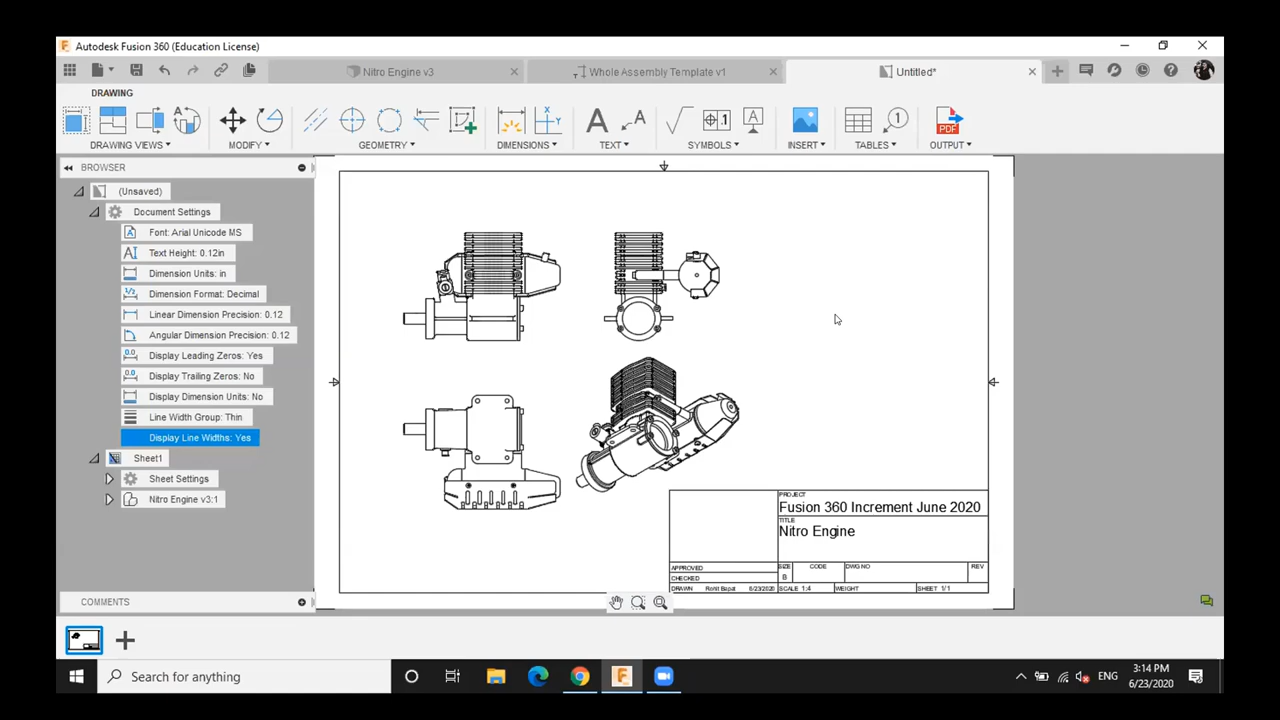 Autodesk Fusion 360 (Education License)
Nitro Engine v3
Whole Assembly Template v1
Untitled*
DRAWING
DRAWING VIEWS
MODIFY
GEOMETRY
DIMENSIONS
TEXT
SYMBOLS
INSERT
TABLES
OUTPUT
PDF
BROWSER
(Unsaved)
Document Settings
Font: Arial Unicode MS
Text Height: 0.12in
Dimension Units: in
Dimension Format: Decimal
Linear Dimension Precision: 0.12
Angular Dimension Precision: 0.12
Display Leading Zeros: Yes
Display Trailing Zeros: No
Display Dimension Units: No
Line Width Group: Thin
Display Line Widths: Yes
Sheet1
Sheet Settings
Nitro Engine v3:1
COMMENTS
PROJECT
Fusion 360 Increment June 2020
TITLE
Nitro Engine
APPROVED
CHECKED
DRAWN Rohit Bapat 6/23/2020
SIZE CODE DWG NO REV
B
SCALE 1:4 WEIGHT SHEET 1/1
Search for anything
ENG
3:14 PM
6/23/2020